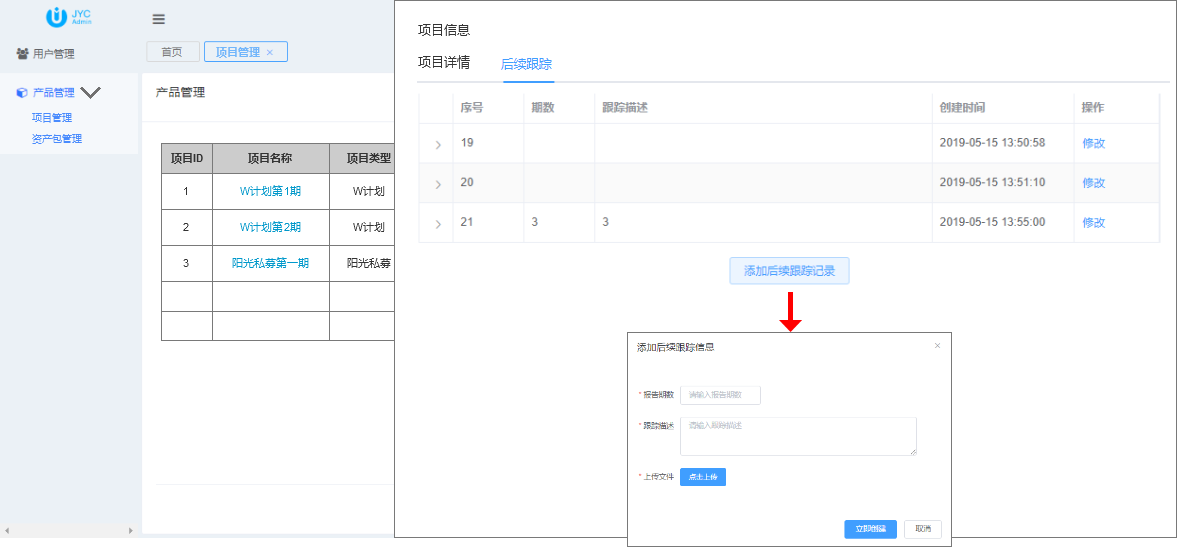 JYC
Admin
用户管理
产品管理
项目管理
资产包管理
首页
项目管理 ×
产品管理
项目ID 项目名称 项目类型
1 W计划第1期 W计划
2 W计划第2期 W计划
3 阳光私募第一期 阳光私募
项目信息
项目详情 后续跟踪
序号 期数 跟踪描述 创建时间 操作
19 2019-05-15 13:50:58 修改
20 2019-05-15 13:51:10 修改
21 3 3 2019-05-15 13:55:00 修改
添加后续跟踪记录
添加后续跟踪信息 ×
* 报告期数 请输入报告期数
* 跟踪描述 请输入跟踪描述
* 上传文件 点击上传
立即创建 取消